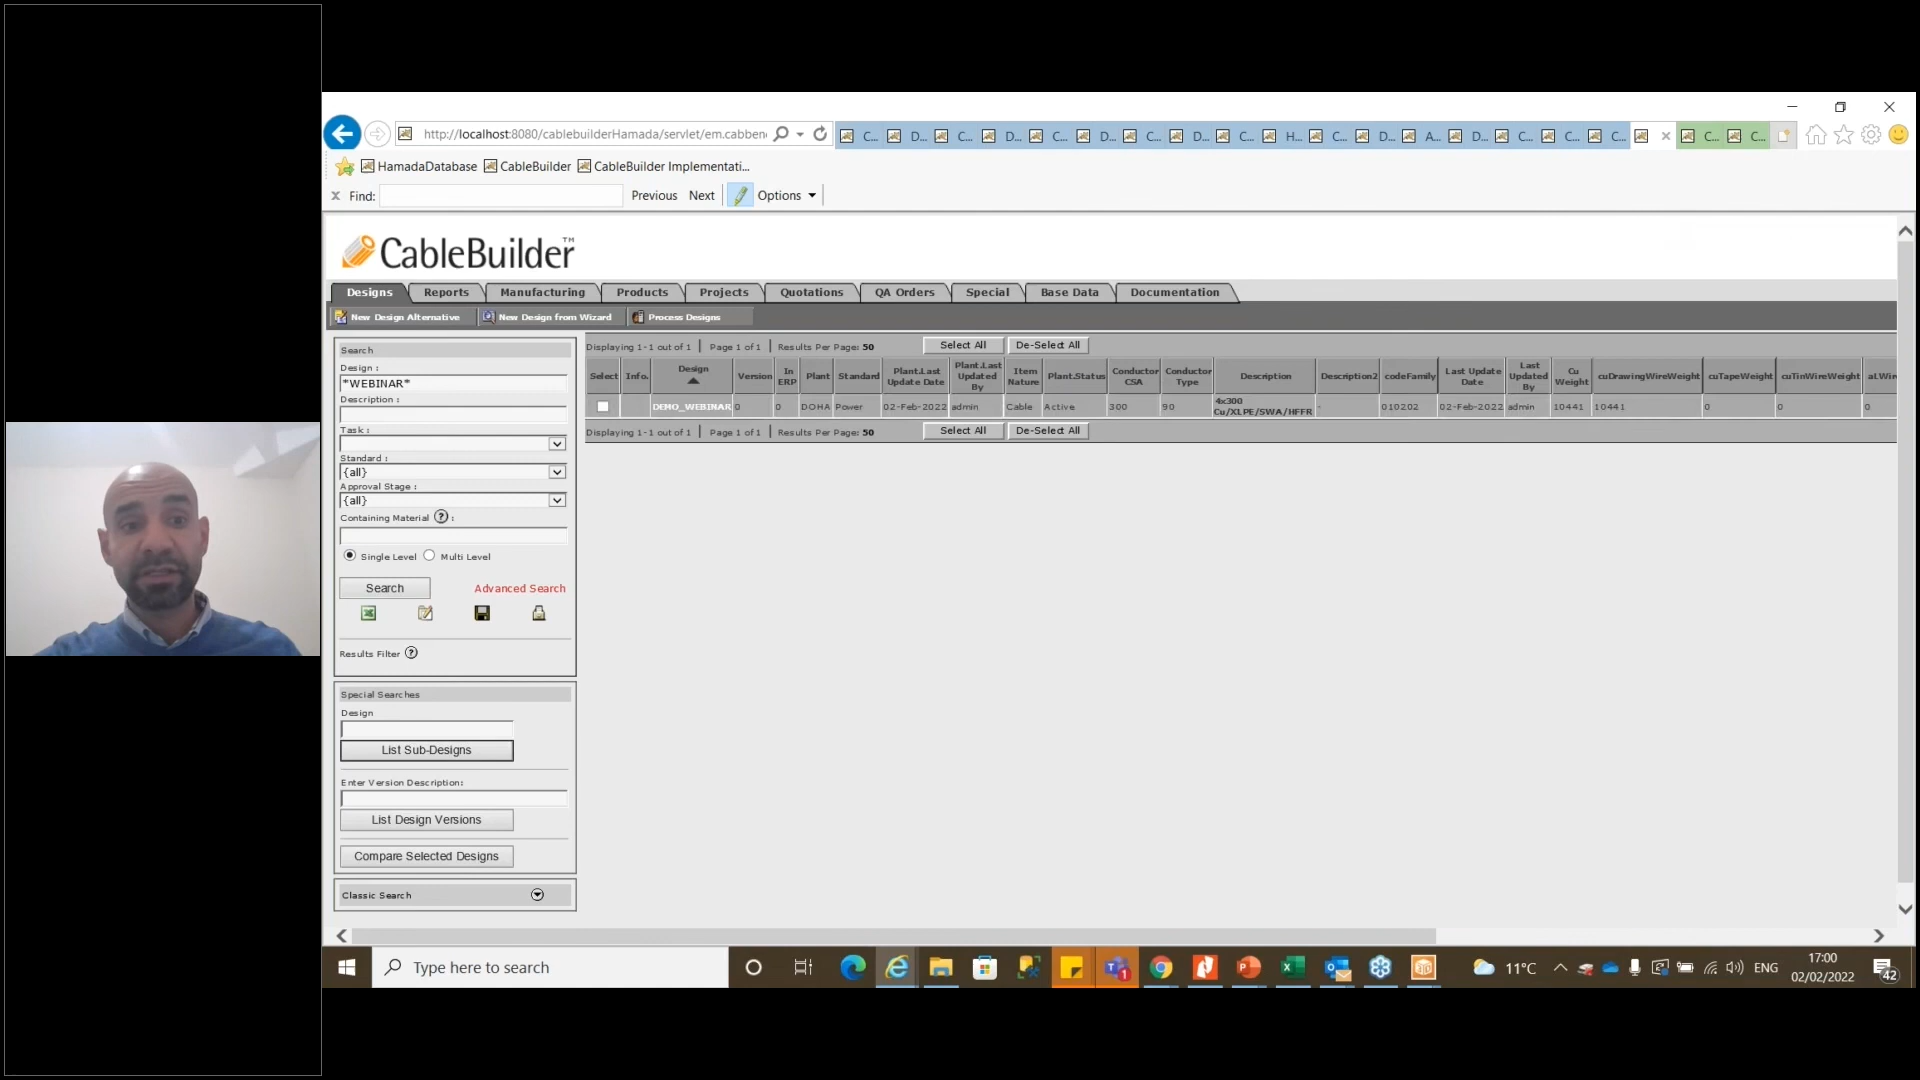 http://localhost:8080/cablebuilderHamada/servlet/em.cabben
C... D... C... D... C... D... C... D... C... H... C... D... A... D... C... C... C... C... C...
HamadaDatabase CableBuilder CableBuilder Implementati...
x Find: Previous Next Options
CableBuilder™
Designs Reports Manufacturing Products Projects Quotations QA Orders Special Base Data Documentation
New Design Alternative New Design from Wizard Process Designs
Search
Design :
*WEBINAR*
Description :
Task :
Standard :
{all}
Approval Stage :
{all}
Containing Material ? :
Single Level Multi Level
Search Advanced Search
Results Filter ?
Special Searches
Design
List Sub-Designs
Enter Version Description:
List Design Versions
Compare Selected Designs
Classic Search
Displaying 1-1 out of 1 | Page 1 of 1 | Results Per Page: 50 Select All De-Select All
Select Info. Design Version In ERP Plant Standard Plant.Last Update Date Plant.Last Updated By Item Nature Plant.Status Conductor CSA Conductor Type Description Description2 codeFamily Last Update Date Last Updated By Cu Weight cuDrawingWireWeight cuTapeWeight cuTinWireWeight al.Wire
DEMO_WEBINAR 0 0 DOHA Power 02-Feb-2022 admin Cable Active 300 90 4x300 Cu/XLPE/SWA/HFFR - 010202 02-Feb-2022 admin 10441 10441 0 0 0
Displaying 1-1 out of 1 | Page 1 of 1 | Results Per Page: 50 Select All De-Select All
Type here to search
1
11°C
ENG
17:00
02/02/2022
42